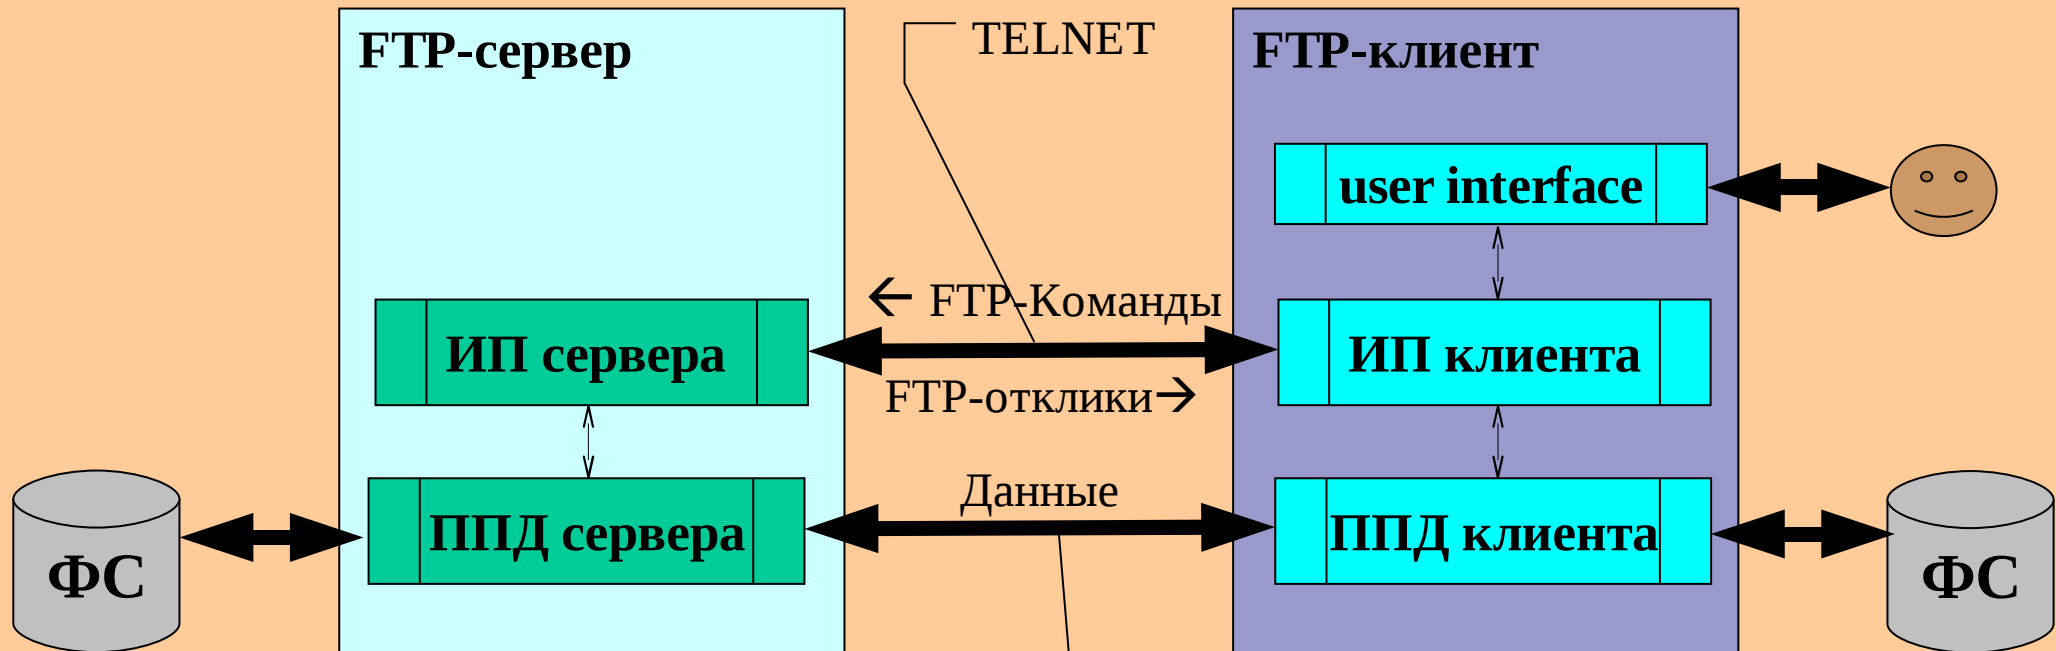 FTP-сервер
TELNET
FTP-клиент
user interface
← FTP-Команды
ИП сервера
ИП клиента
FTP-отклики→
Данные
ППД сервера
ППД клиента
ФС
ФС